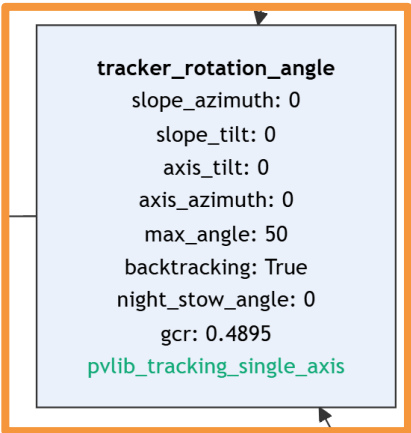 tracker_rotation_angle
slope_azimuth: 0
slope_tilt: 0
axis_tilt: 0
axis_azimuth: 0
max_angle: 50
backtracking: True
night_stow_angle: 0
gcr: 0.4895
pvlib_tracking_single_axis